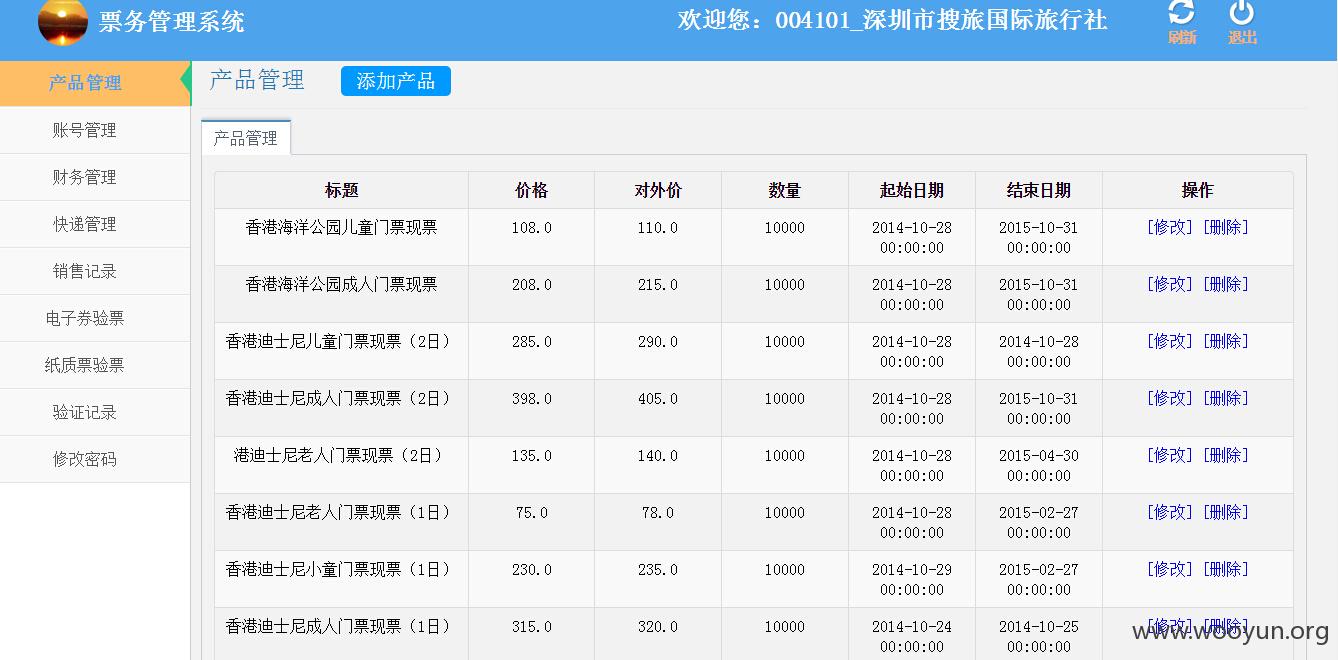 票务管理系统
欢迎您：004101_深圳市搜旅国际旅行社
刷新
退出
产品管理
账号管理
财务管理
快递管理
销售记录
电子券验票
纸质票验票
验证记录
修改密码
产品管理
添加产品
产品管理
标题 价格 对外价 数量 起始日期 结束日期 操作
香港海洋公园儿童门票现票 108.0 110.0 10000 2014-10-28 2015-10-31 [修改] [删除]
00:00:00 00:00:00
香港海洋公园成人门票现票 208.0 215.0 10000 2014-10-28 2015-10-31 [修改] [删除]
00:00:00 00:00:00
香港迪士尼儿童门票现票（2日） 285.0 290.0 10000 2014-10-28 2014-10-28 [修改] [删除]
00:00:00 00:00:00
香港迪士尼成人门票现票（2日） 398.0 405.0 10000 2014-10-28 2015-10-31 [修改] [删除]
00:00:00 00:00:00
港迪士尼老人门票现票（2日） 135.0 140.0 10000 2014-10-28 2015-04-30 [修改] [删除]
00:00:00 00:00:00
香港迪士尼老人门票现票（1日） 75.0 78.0 10000 2014-10-28 2015-02-27 [修改] [删除]
00:00:00 00:00:00
香港迪士尼小童门票现票（1日） 230.0 235.0 10000 2014-10-29 2015-02-27 [修改] [删除]
00:00:00 00:00:00
香港迪士尼成人门票现票（1日） 315.0 320.0 10000 2014-10-24 2014-10-25 [修改] [删除]
00:00:00 00:00:00
www.wooyun.org